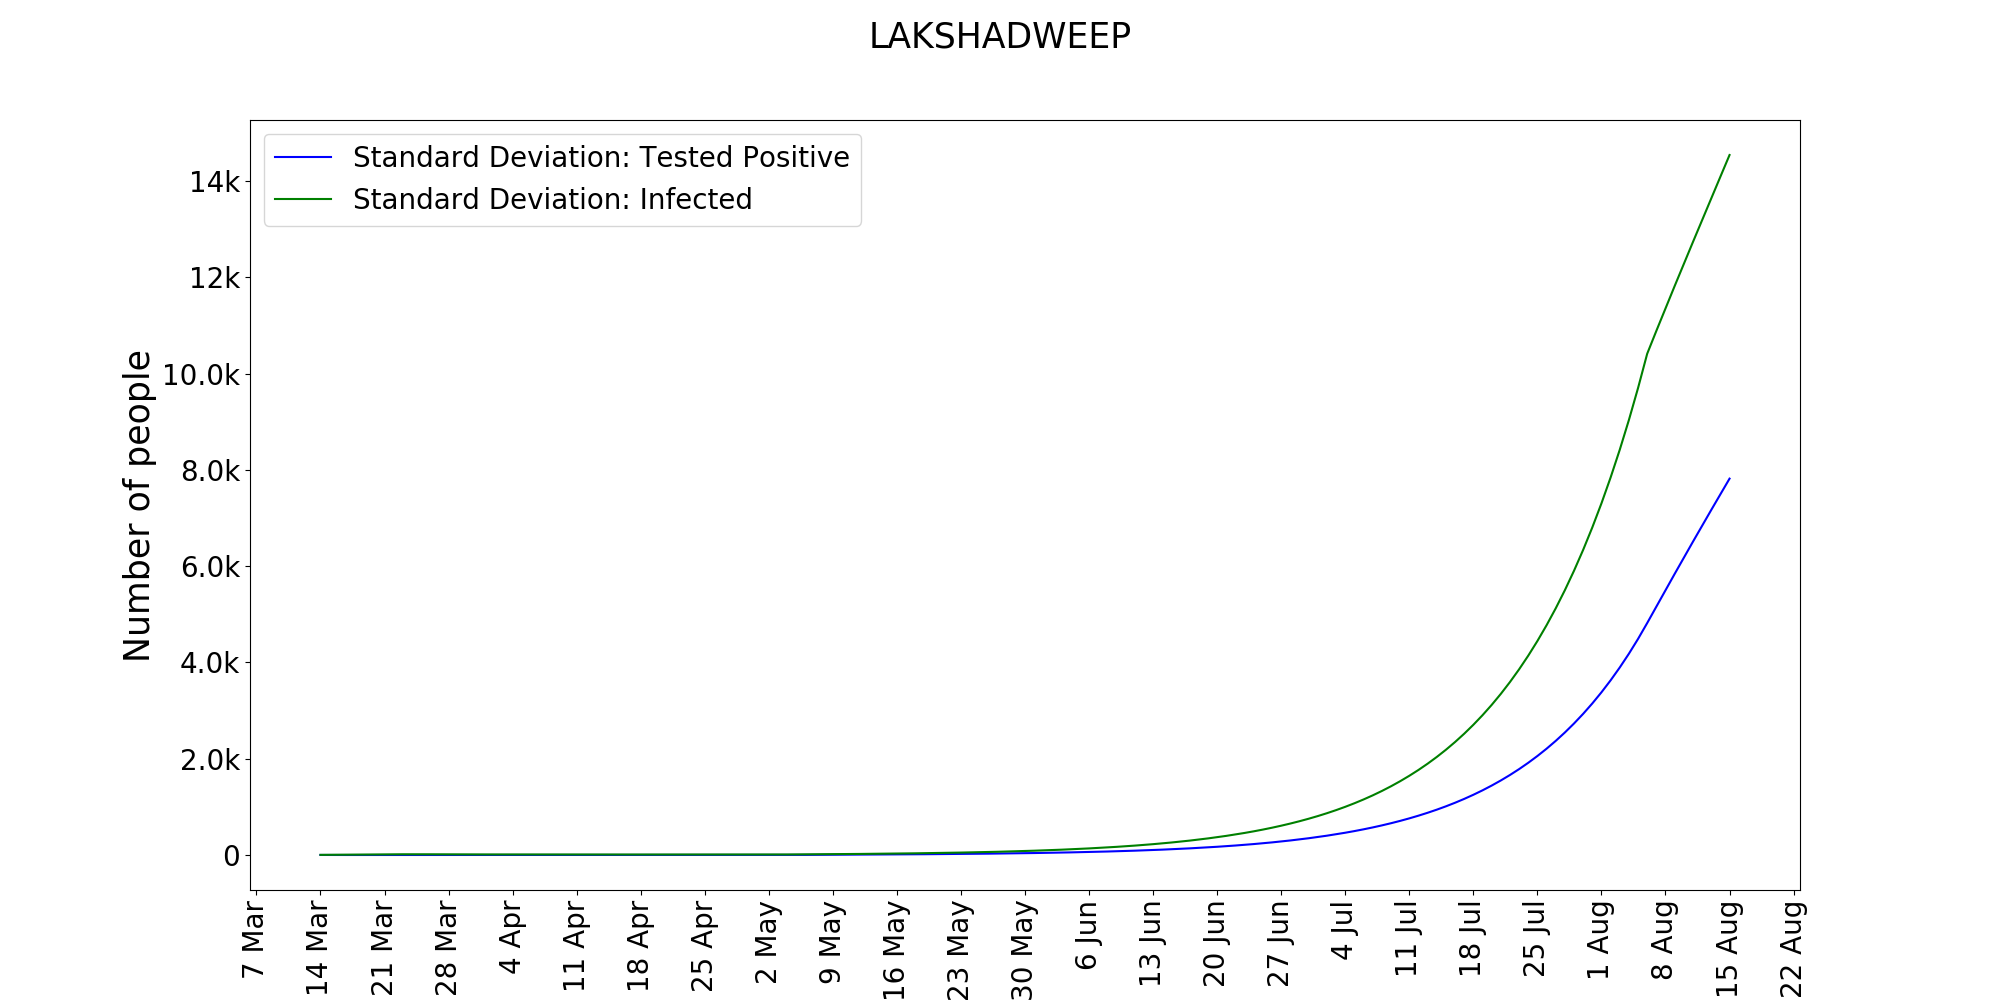 LAKSHADWEEP
Standard Deviation: Tested Positive
Standard Deviation: Infected
Number of people
14k
12k
10.0k
8.0k
6.0k
4.0k
2.0k
0
7 Mar
14 Mar
21 Mar
28 Mar
4 Apr
11 Apr
18 Apr
25 Apr
2 May
9 May
16 May
23 May
30 May
6 Jun
13 Jun
20 Jun
27 Jun
4 Jul
11 Jul
18 Jul
25 Jul
1 Aug
8 Aug
15 Aug
22 Aug